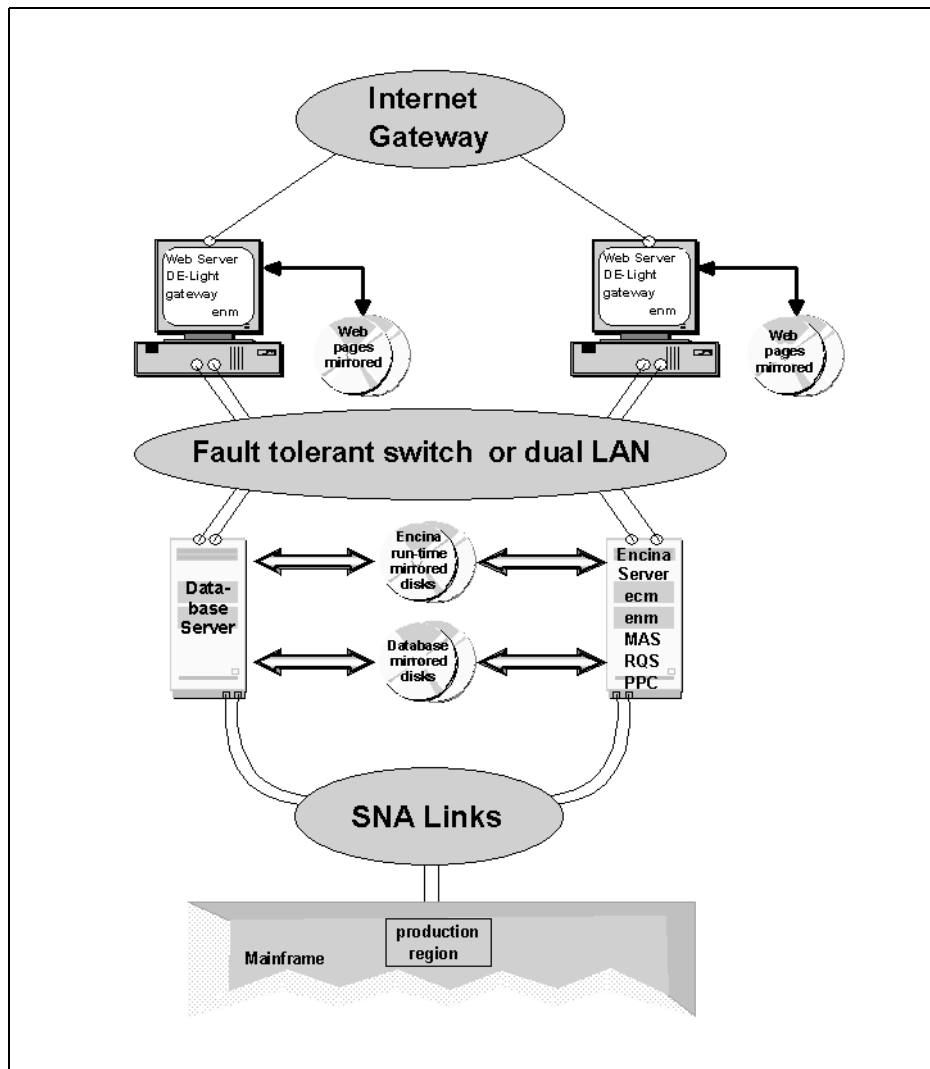 Internet
Gateway
Web Server
DE-Light
gateway
enm
Web
pages
mirrored
Web Server
DE-Light
gateway
enm
Web
pages
mirrored
Fault tolerant switch or dual LAN
Data-
base
Server
Encina
run-time
mirrored
disks
Database
mirrored
disks
Encina
Server
ecm
enm
MAS
RQS
PPC
SNA Links
production
region
Mainframe